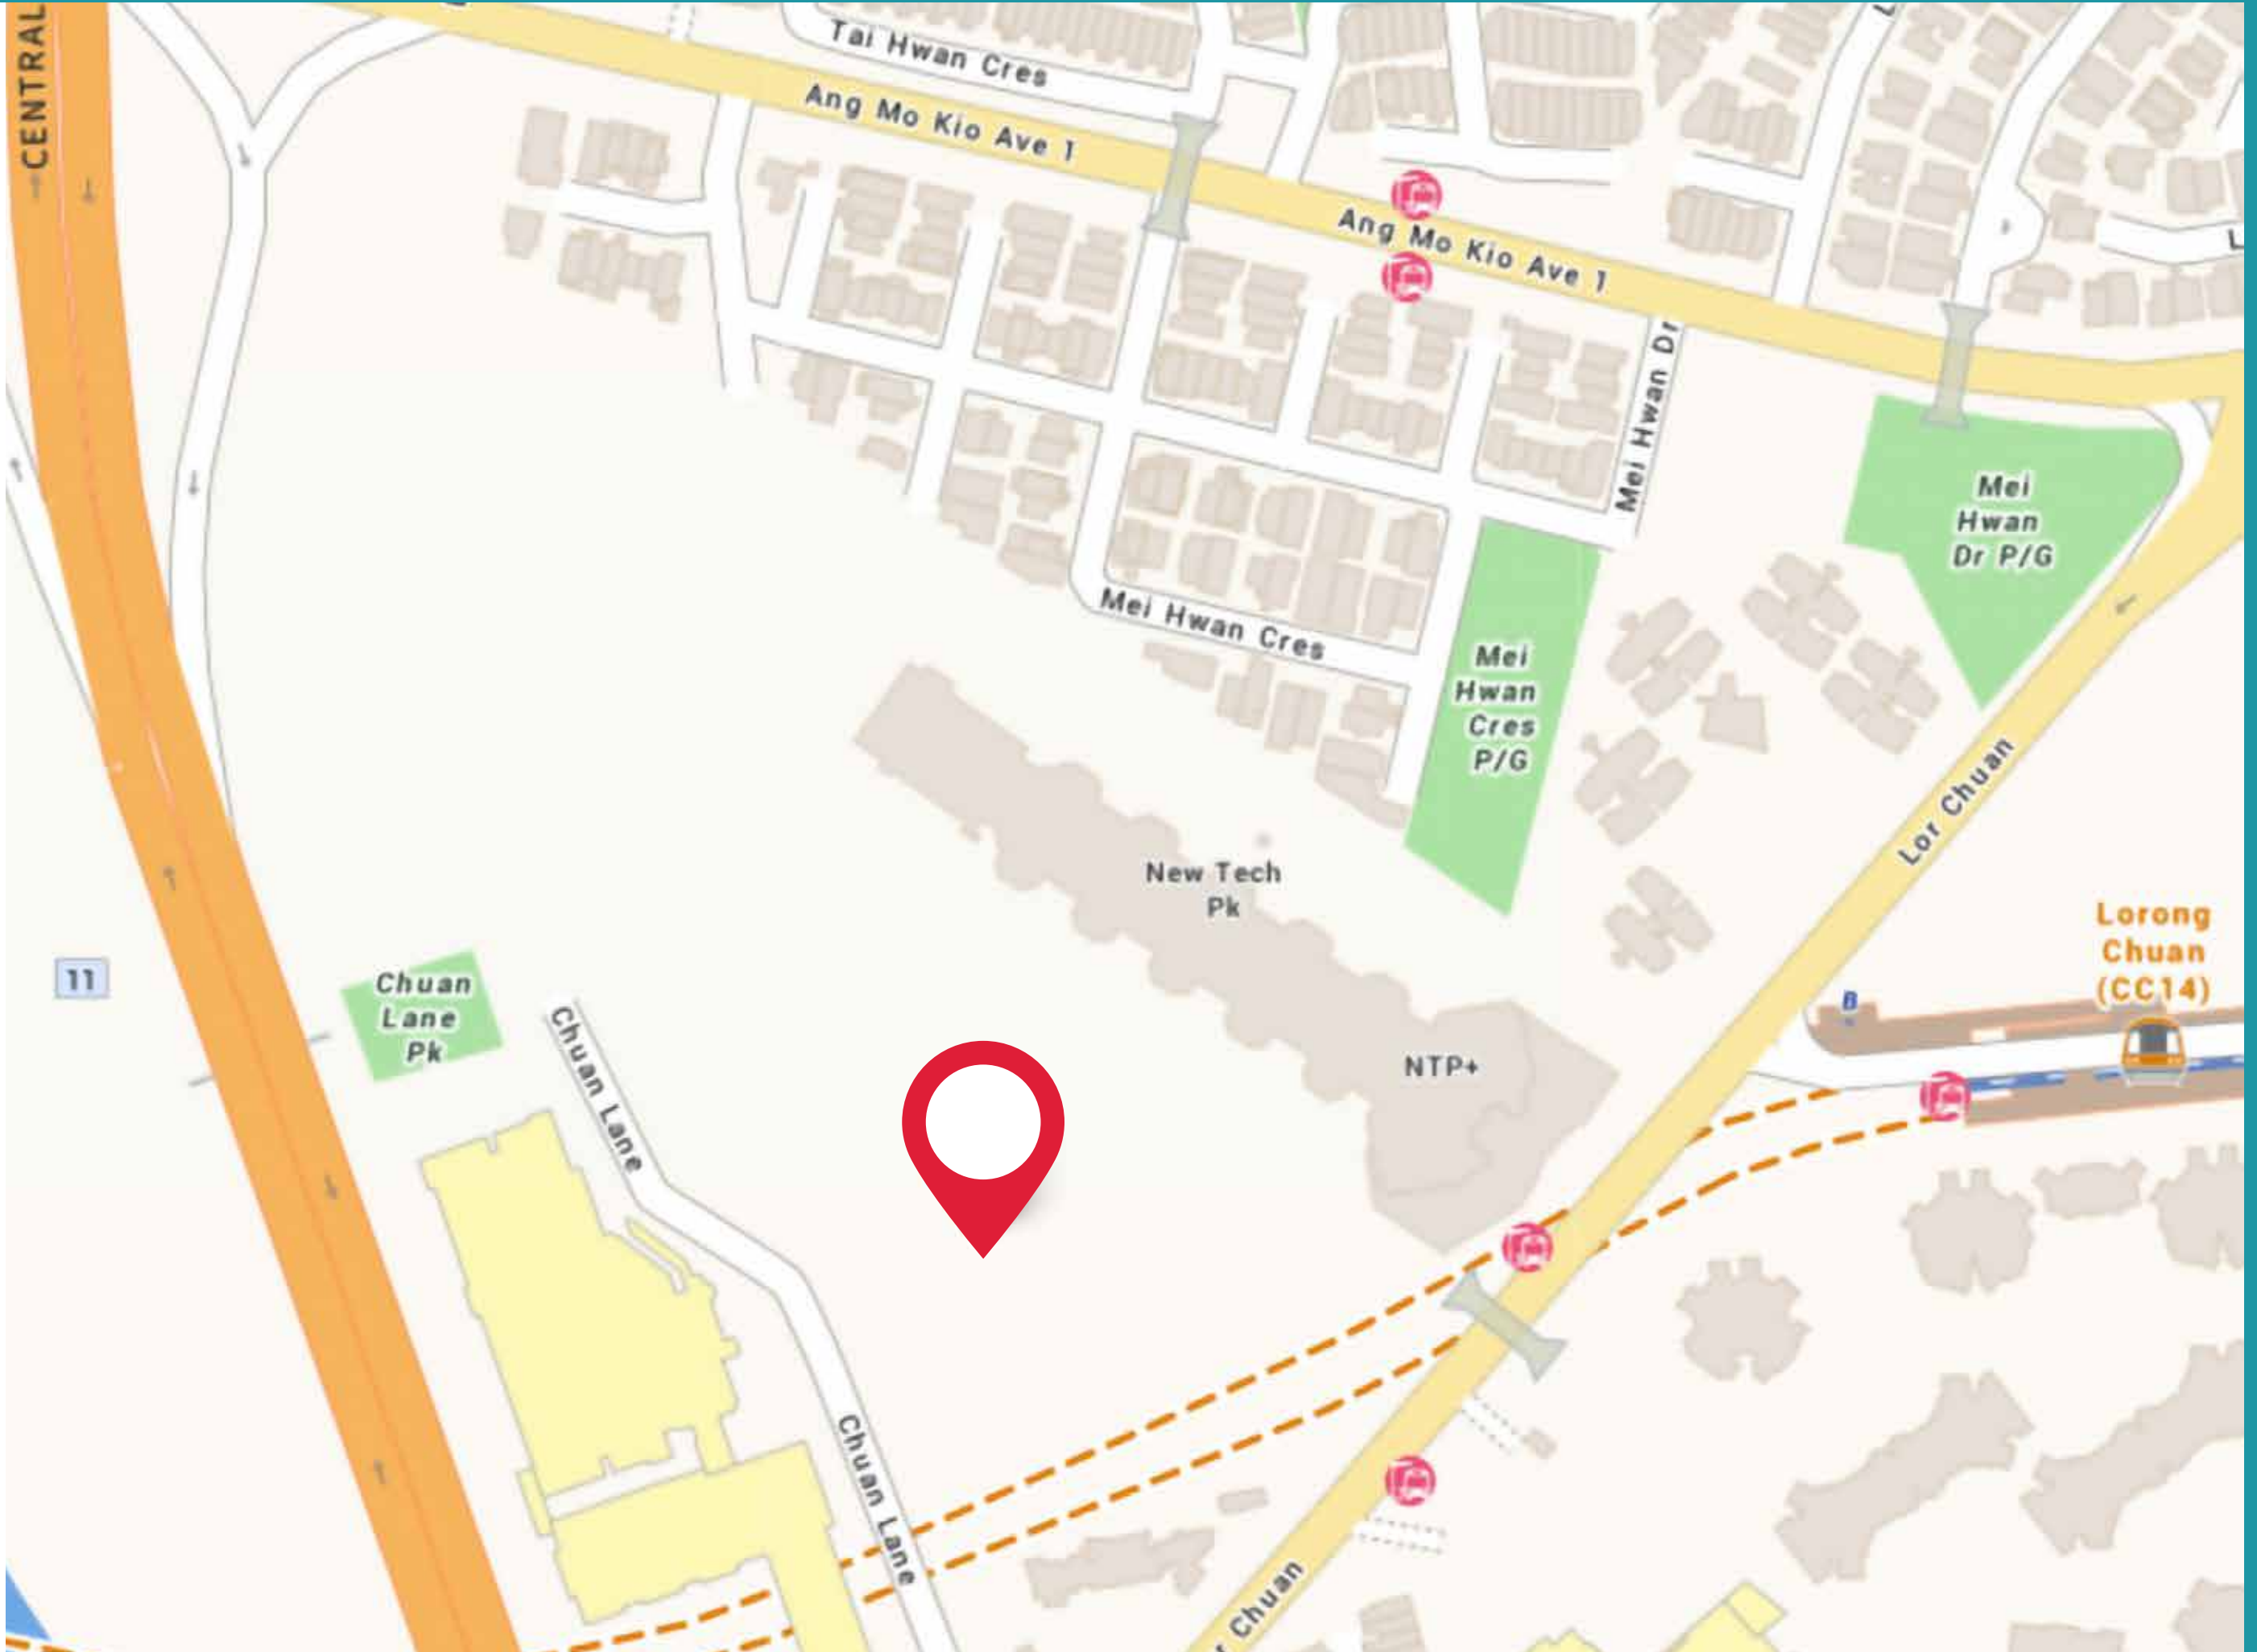 CENTRAL
Tai Hwan Cres
Ang Mo Kio Ave 1
Ang Mo Kio Ave 1
Mei Hwan Dr
Mei
Hwan
Dr P/G
Mei Hwan Cres
Mei
Hwan
Cres
P/G
Lor Chuan
New Tech
Pk
Lorong
Chuan
(CC14)
B
11
Chuan
Lane
Pk
Chuan Lane
NTP+
Chuan Lane
r Chuan